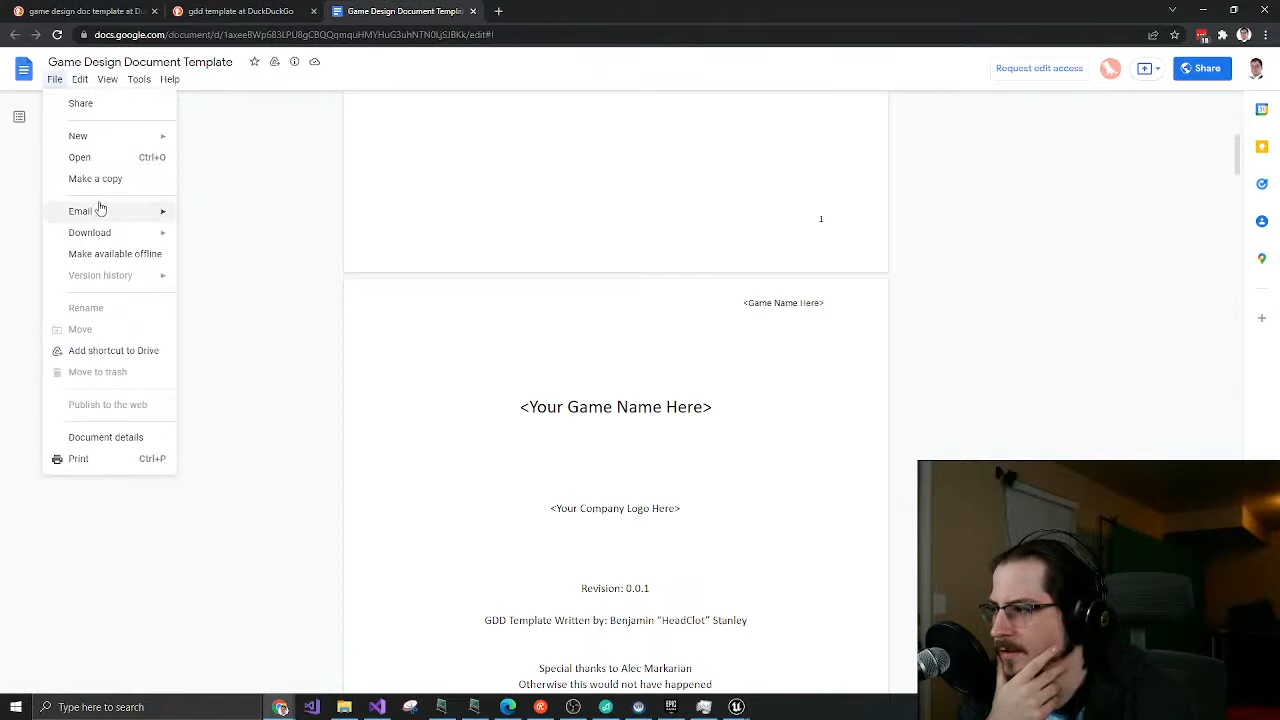 game design doc template at Du
gdd template at DuckDuckGo
Game Design Document Templat
docs.google.com/document/d/1axeeBWp683LPU8gCBQQqmquiHMYHuG3uhNTN0LjSJBKk/edit#!
Game Design Document Template
File Edit View Tools Help
Request edit access
Share
Share
New
Open Ctrl+O
Make a copy
Email
Download
Make available offline
Version history
Rename
Move
Add shortcut to Drive
Move to trash
Publish to the web
Document details
Print Ctrl+P
1
<Game Name Here>
<Your Game Name Here>
<Your Company Logo Here>
Revision: 0.0.1
GDD Template Written by: Benjamin "HeadClot" Stanley
Special thanks to Alec Markarian
Otherwise this would not have happened
Type here to search